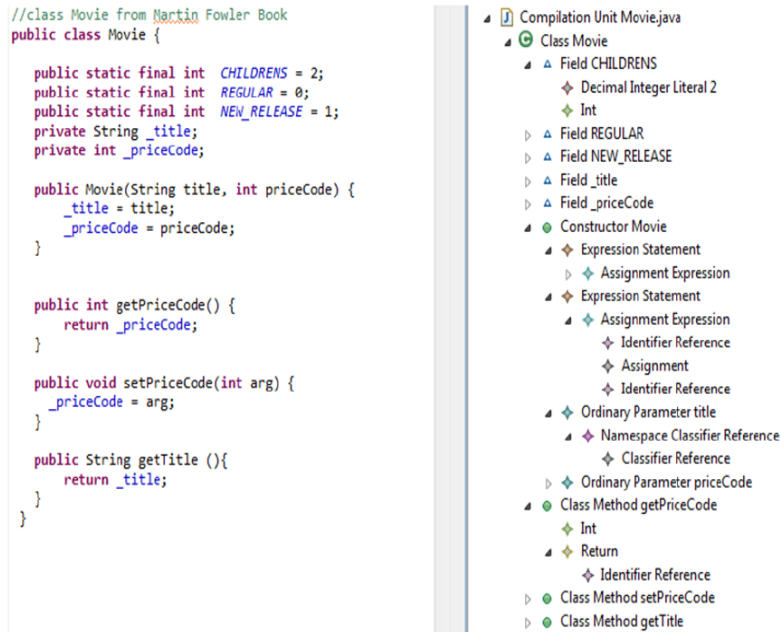 //class Movie from Martin Fowler Book
public class Movie {
public static final int CHILDRENS = 2;
public static final int REGULAR = 0;
public static final int NEW_RELEASE = 1;
private String _title;
private int _priceCode;
public Movie(String title, int priceCode) {
_title = title;
_priceCode = priceCode;
}
public int getPriceCode() {
return _priceCode;
}
public void setPriceCode(int arg) {
_priceCode = arg;
}
public String getTitle (){
return _title;
}
}
Compilation Unit Movie.java
Class Movie
Field CHILDRENS
Decimal Integer Literal 2
Int
Field REGULAR
Field NEW_RELEASE
Field _title
Field _priceCode
Constructor Movie
Expression Statement
Assignment Expression
Expression Statement
Assignment Expression
Identifier Reference
Assignment
Identifier Reference
Ordinary Parameter title
Namespace Classifier Reference
Classifier Reference
Ordinary Parameter priceCode
Class Method getPriceCode
Int
Return
Identifier Reference
Class Method setPriceCode
Class Method getTitle